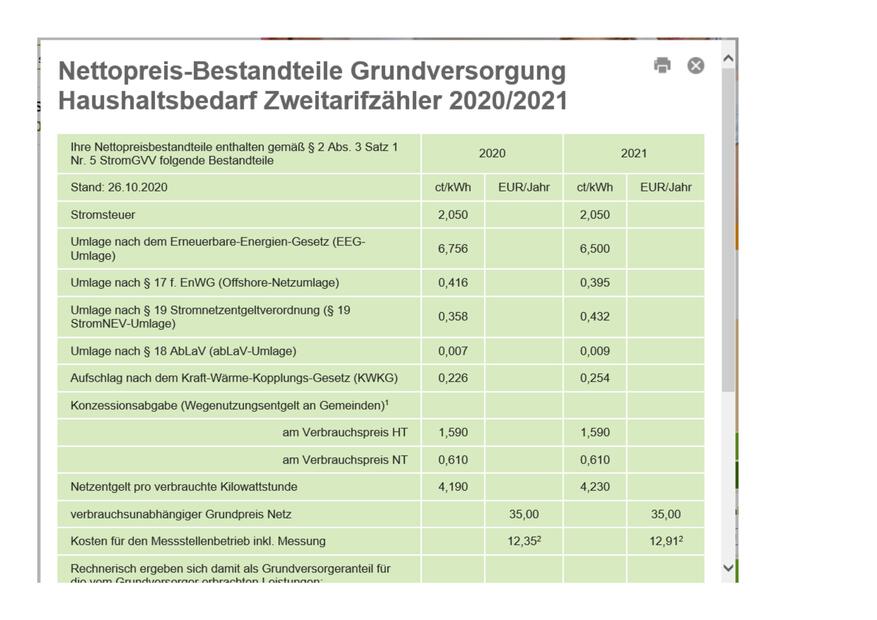 Nettopreis-Bestandteile Grundversorgung
Haushaltsbedarf Zweitarifzähler 2020/2021
Ihre Nettopreisbestandteile enthalten gemäß § 2 Abs. 3 Satz 1
Nr. 5 StromGVV folgende Bestandteile
2020 2021
Stand: 26.10.2020 ct/kWh EUR/Jahr ct/kWh EUR/Jahr
Stromsteuer 2,050 2,050
Umlage nach dem Erneuerbare-Energien-Gesetz (EEG-
Umlage) 6,756 6,500
Umlage nach § 17 f. EnWG (Offshore-Netzumlage) 0,416 0,395
Umlage nach § 19 Stromnetzentgeltverordnung (§ 19
StromNEV-Umlage) 0,358 0,432
Umlage nach § 18 AbLaV (abLaV-Umlage) 0,007 0,009
Aufschlag nach dem Kraft-Wärme-Kopplungs-Gesetz (KWKG) 0,226 0,254
Konzessionsabgabe (Wegenutzungsentgelt an Gemeinden)¹
am Verbrauchspreis HT 1,590 1,590
am Verbrauchspreis NT 0,610 0,610
Netzentgelt pro verbrauchte Kilowattstunde 4,190 4,230
verbrauchsunabhängiger Grundpreis Netz 35,00 35,00
Kosten für den Messstellenbetrieb inkl. Messung 12,35² 12,91²
Rechnerisch ergeben sich damit als Grundversorgeranteil für
die vom Grundversorger erbrachten Leistungen: